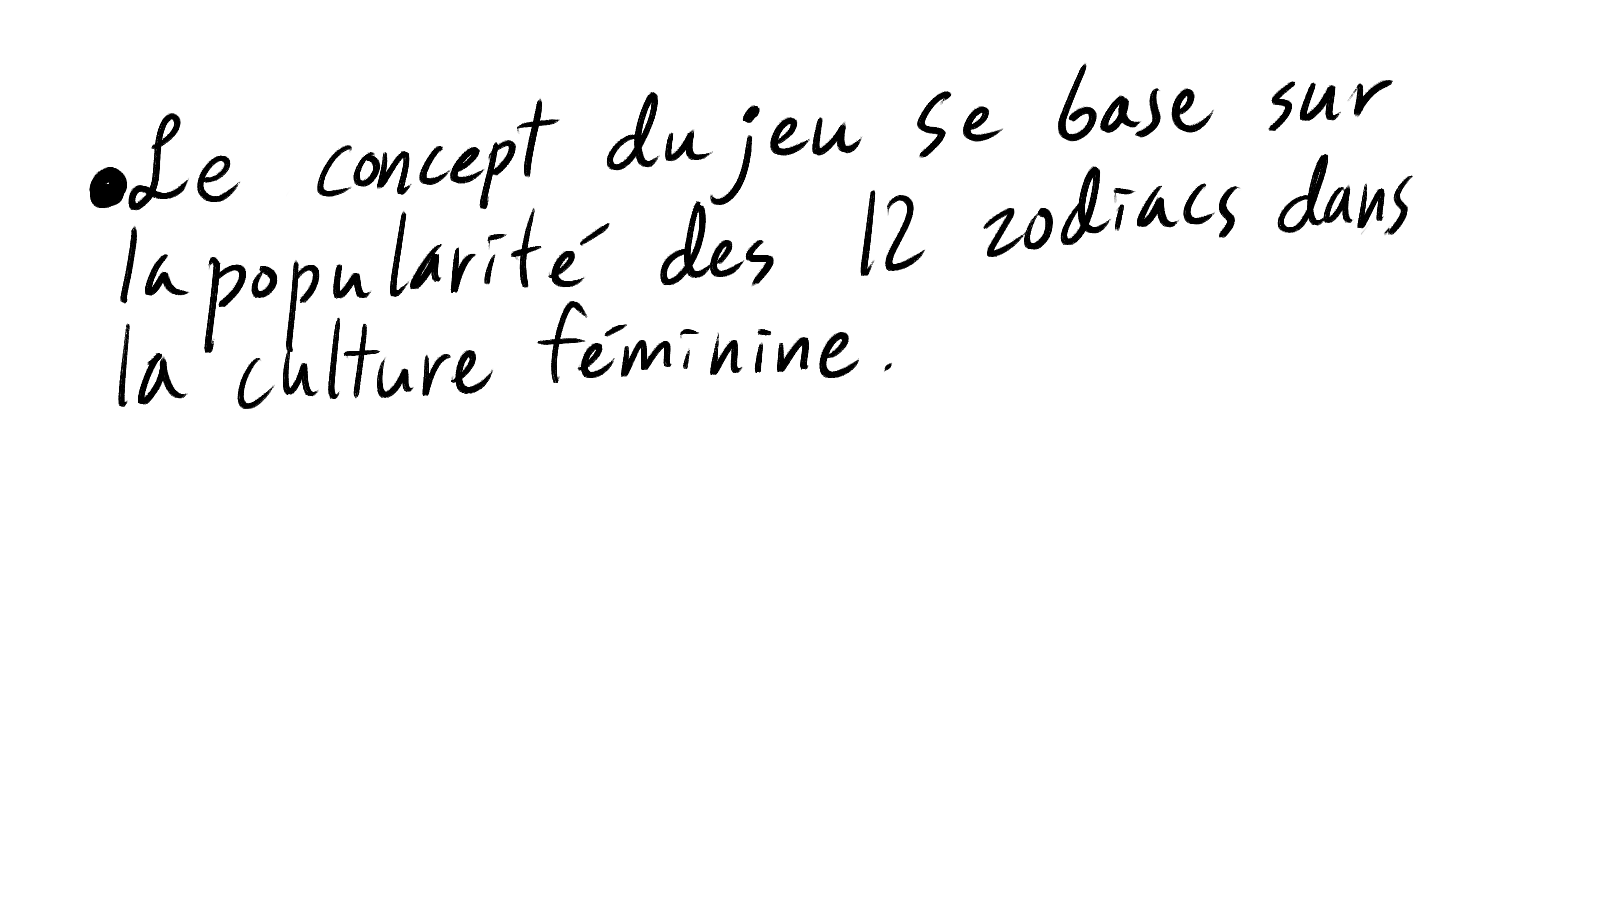 •Le concept du jeu se base sur
la popularité des 12 zodiacs dans
la culture féminine.